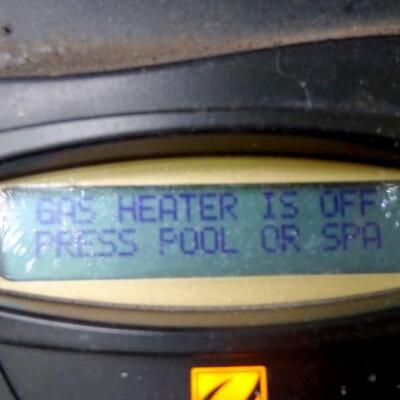 GAS HEATER IS OFF
PRESS POOL OR SPA